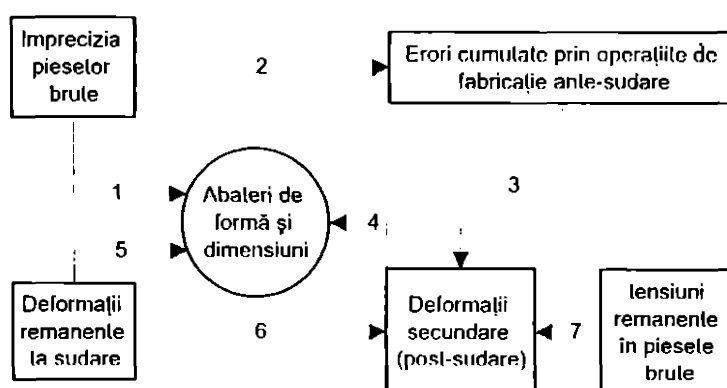 Imprecizia
pieselor
brute
2
Erori cumulate prin operațiile de
fabricație ante-sudare
1
Abateri de
formă și
dimensiuni
3
4
5
Deformații
remanente
la sudare
6
Deformații
secundare
(post-sudare)
7
Iensiuni
remanente
în piesele
brute